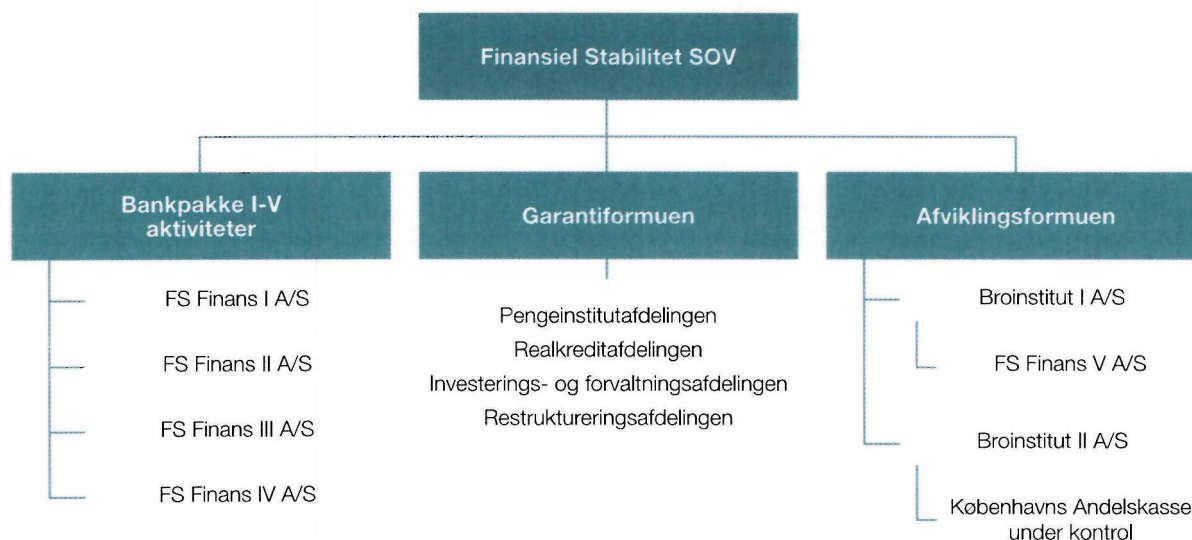 Finansiel Stabilitet SOV
Bankpakke I-V
aktiviteter
FS Finans I A/S
FS Finans II A/S
FS Finans III A/S
FS Finans IV A/S
Garantiformuen
Pengeinstitutafdelingen
Realkreditafdelingen
Investerings- og forvaltningsafdelingen
Restruktureringsafdelingen
Afviklingsformuen
Broinstitut I A/S
FS Finans V A/S
Broinstitut II A/S
Københavns Andelskasse
under kontrol